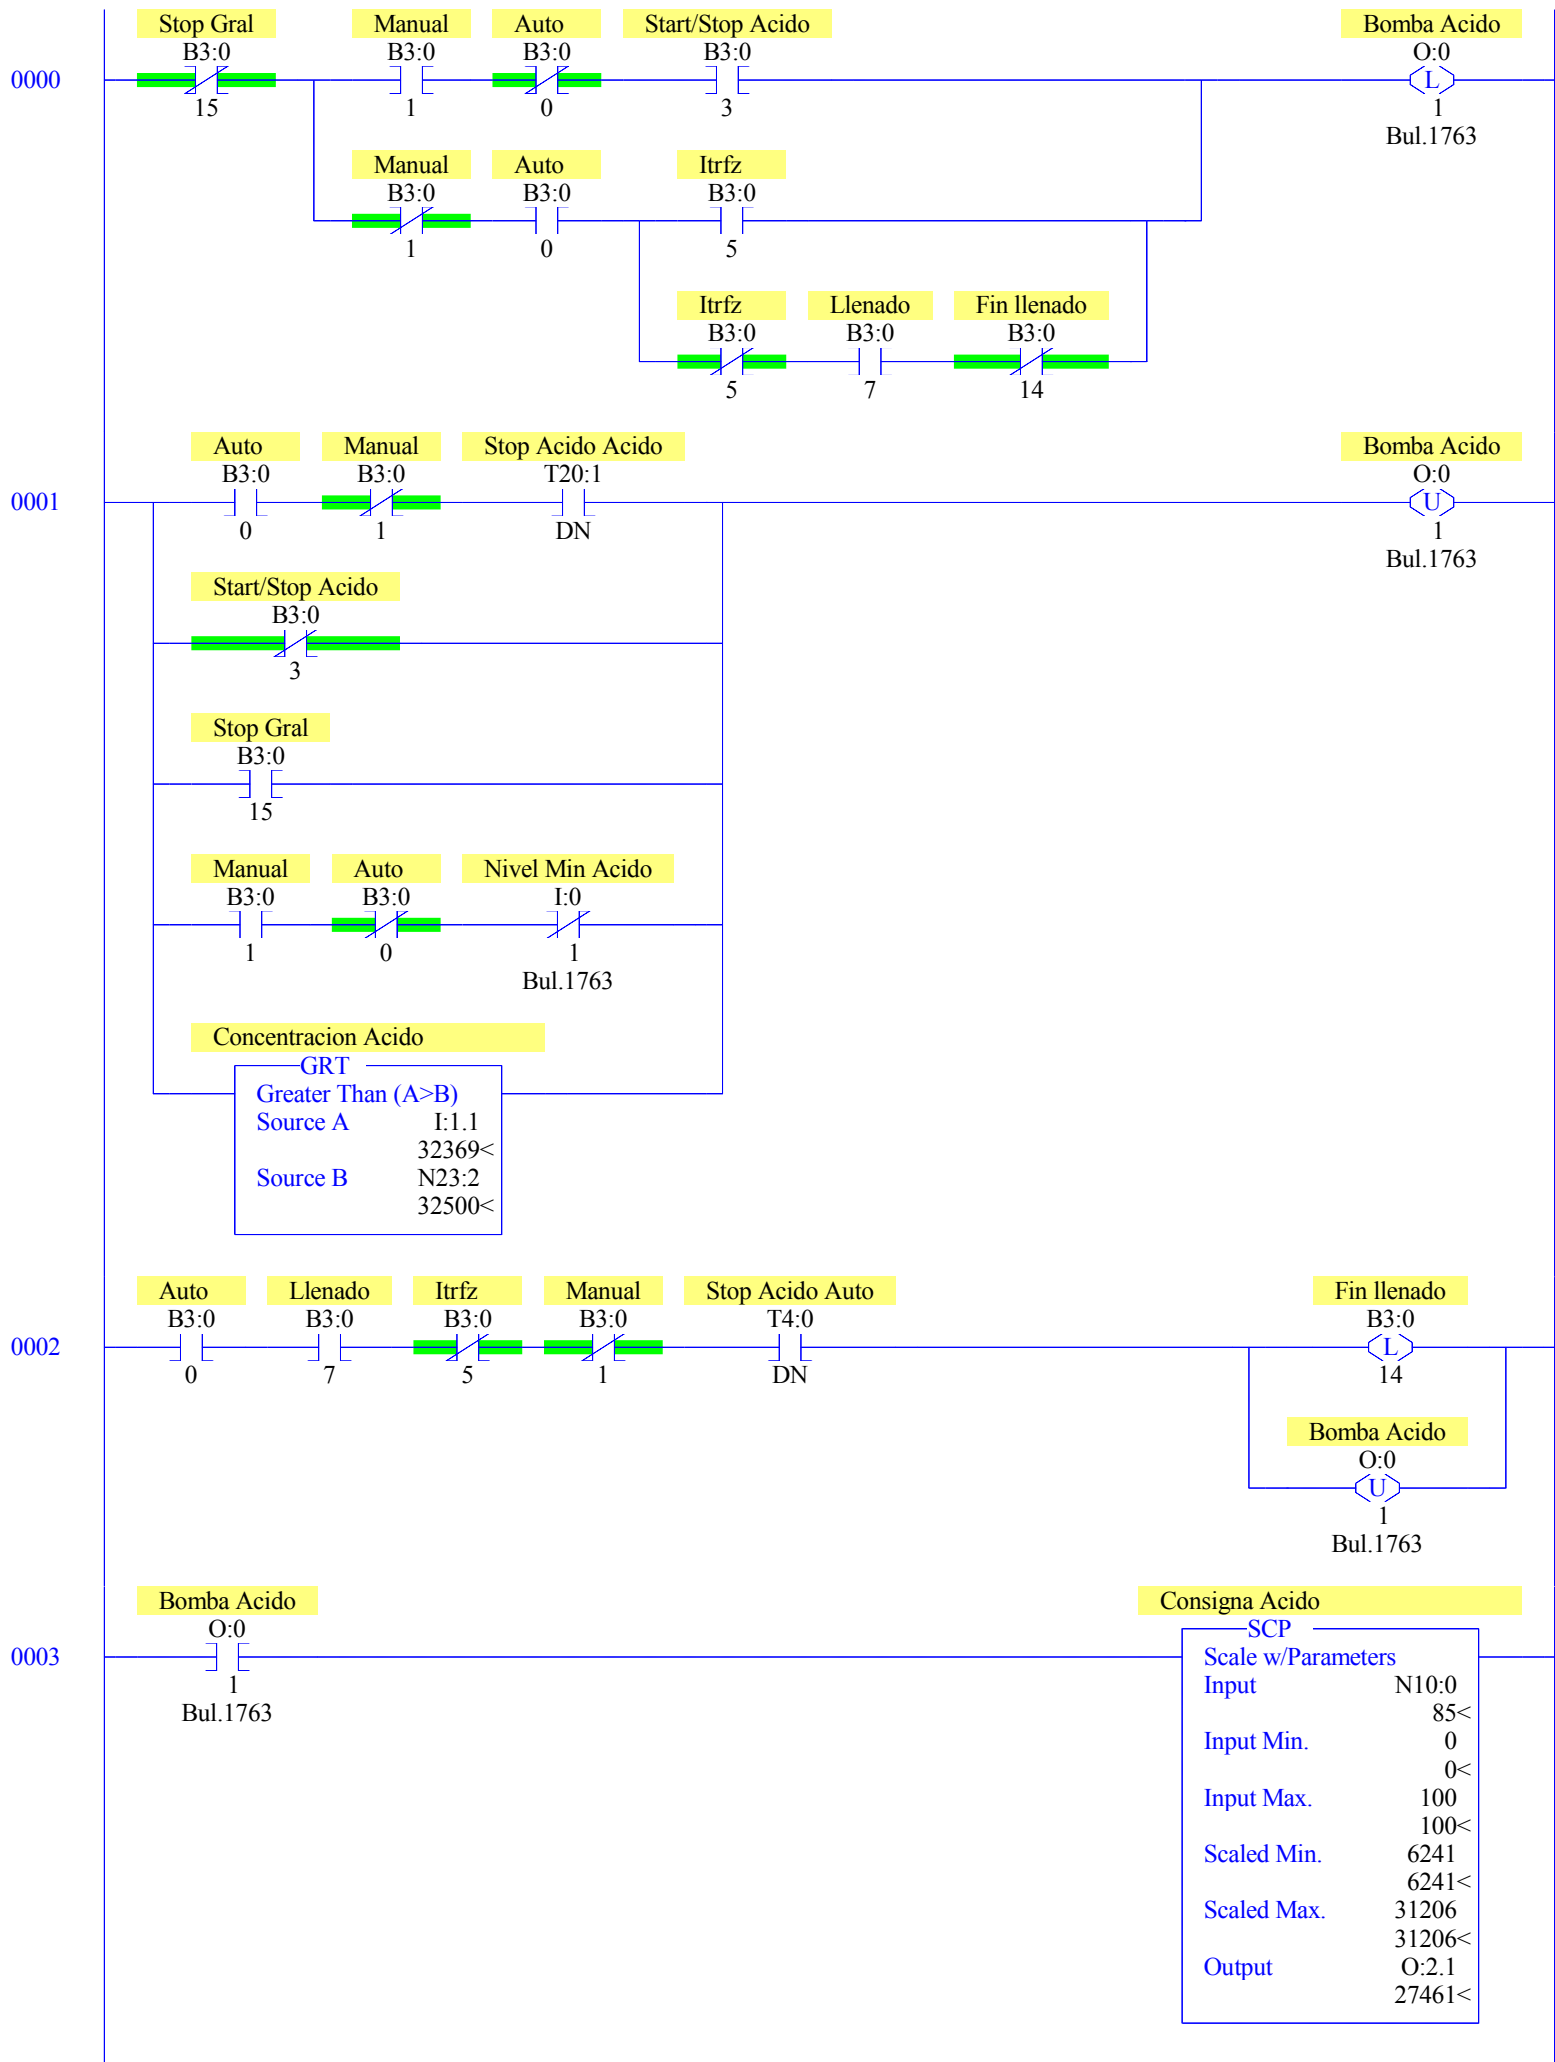 Stop Gral Manual Auto Start/Stop Acido Bomba Acido
B3:0 B3:0 B3:0 B3:0 O:0
0000 L
15 1 0 3 1
Bul.1763
Manual Auto Itrfz
B3:0 B3:0 B3:0
1 0 5
Itrfz Llenado Fin llenado
B3:0 B3:0 B3:0
5 7 14
Auto Manual Stop Acido Acido Bomba Acido
B3:0 B3:0 T20:1 O:0
0001 U
0 1 DN 1
Bul.1763
Start/Stop Acido
B3:0
3
Stop Gral
B3:0
15
Manual Auto Nivel Min Acido
B3:0 B3:0 I:0
1 0 1
Bul.1763
Concentracion Acido
GRT
Greater Than (A>B)
Source A I:1.1
32369<
Source B N23:2
32500<
Auto Llenado Itrfz Manual Stop Acido Auto Fin llenado
B3:0 B3:0 B3:0 B3:0 T4:0 B3:0
0002 L
0 7 5 1 DN 14
Bomba Acido
O:0
U
1
Bul.1763
Bomba Acido Consigna Acido
O:0 SCP
0003 Scale w/Parameters
1 Input N10:0
Bul.1763 85<
Input Min. 0
0<
Input Max. 100
100<
Scaled Min. 6241
6241<
Scaled Max. 31206
31206<
Output O:2.1
27461<